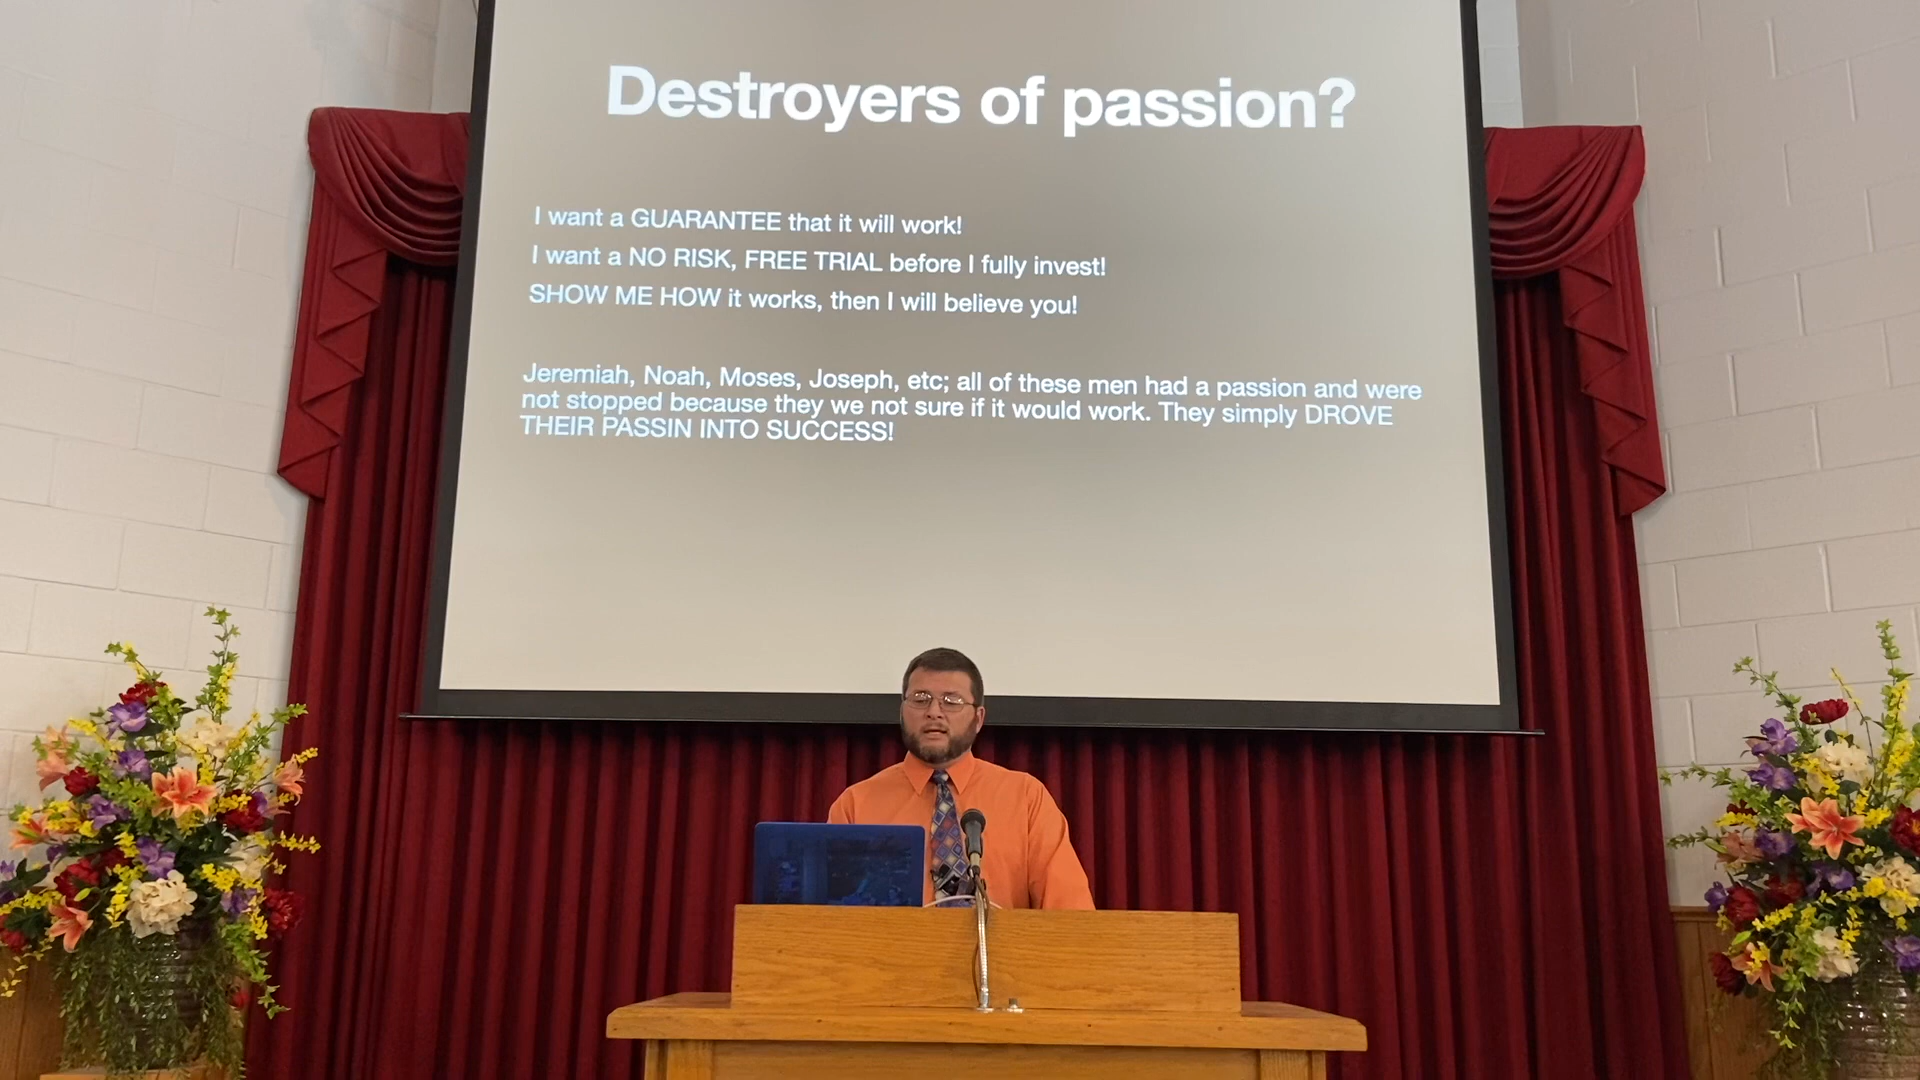 Destroyers of passion?
I want a GUARANTEE that it will work!
I want a NO RISK, FREE TRIAL before I fully invest!
SHOW ME HOW it works, then I will believe you!
Jeremiah, Noah, Moses, Joseph, etc; all of these men had a passion and were
not stopped because they we not sure if it would work. They simply DROVE
THEIR PASSIN INTO SUCCESS!